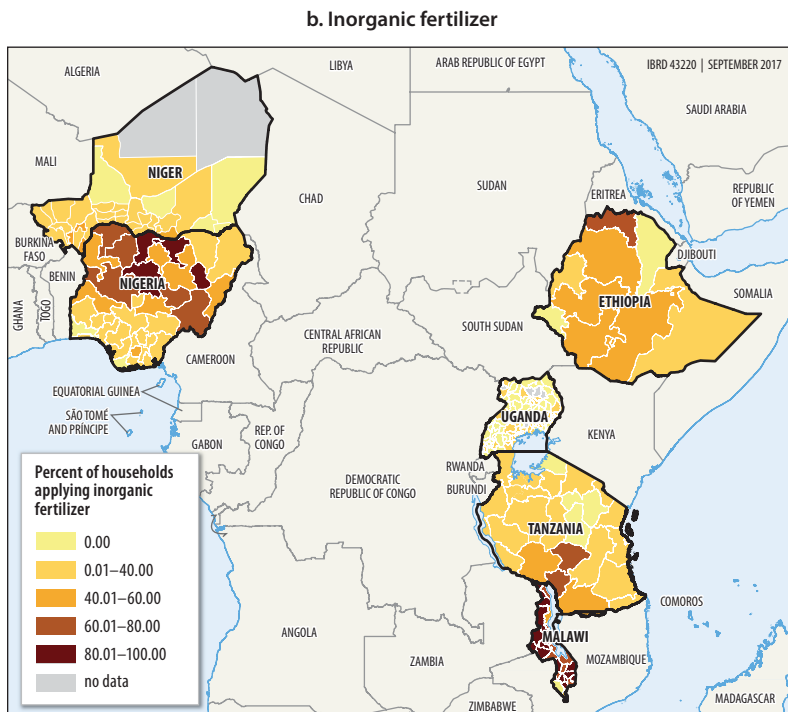 b. Inorganic fertilizer
IBRD 43220 | SEPTEMBER 2017
ALGERIA
LIBYA
ARAB REPUBLIC OF EGYPT
SAUDI ARABIA
MALI
NIGER
CHAD
SUDAN
ERITREA
REPUBLIC
OF YEMEN
BURKINA
FASO
BENIN
NIGERIA
DJIBOUTI
GHANA
TOGO
ETHIOPIA
SOMALIA
SOUTH SUDAN
CENTRAL AFRICAN
REPUBLIC
CAMEROON
EQUATORIAL GUINEA
SÃO TOMÉ
AND PRÍNCIPE
GABON
REP. OF
CONGO
UGANDA
KENYA
DEMOCRATIC
REPUBLIC OF CONGO
RWANDA
BURUNDI
TANZANIA
COMOROS
ANGOLA
ZAMBIA
MALAWI
MOZAMBIQUE
ZIMBABWE
MADAGASCAR
Percent of households
applying inorganic
fertilizer
0.00
0.01–40.00
40.01–60.00
60.01–80.00
80.01–100.00
no data